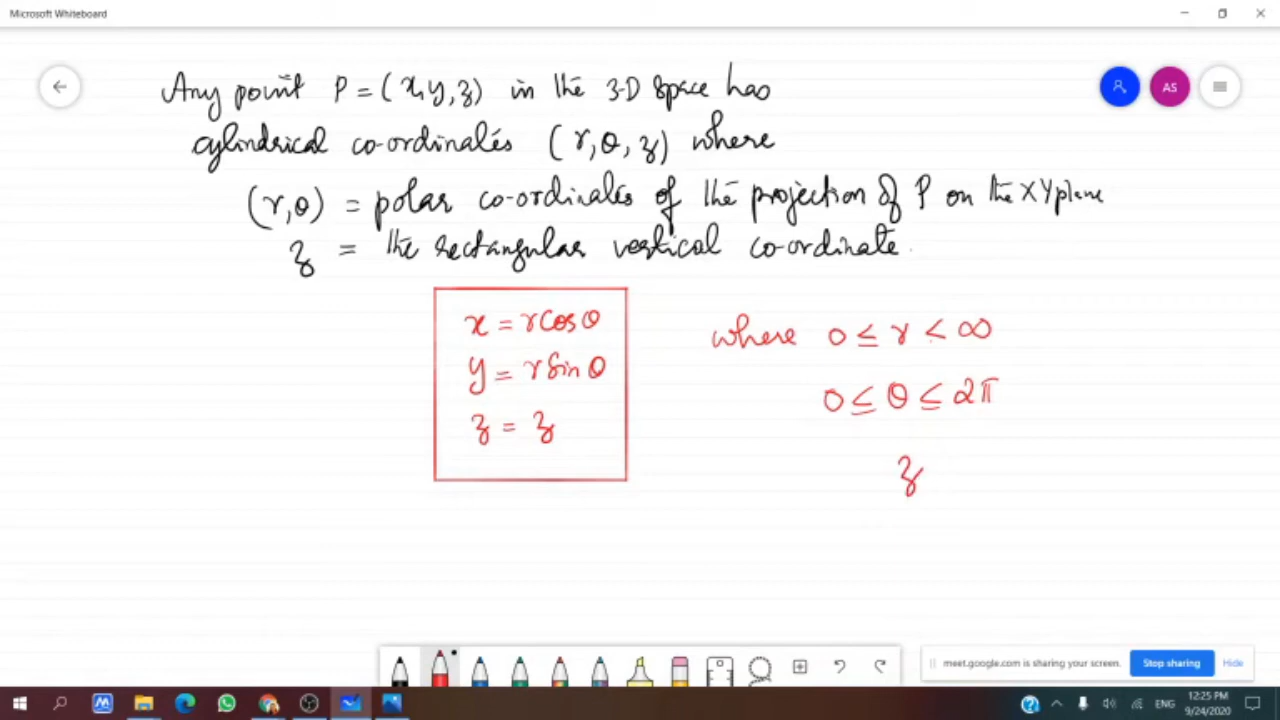 Microsoft Whiteboard
Any point P = (x, y, z) in the 3-D space has
AS
cylindrical co-ordinates (r, θ, z) where
(r, θ) = polar co-ordinates of the projection of P on the XY plane
z = the rectangular vertical co-ordinate.
x = r cos θ
y = r sin θ
z = z
where 0 ≤ r < ∞
0 ≤ θ ≤ 2π
z
meet.google.com is sharing your screen.
Stop sharing
Hide
ENG
12:25 PM
9/24/2020